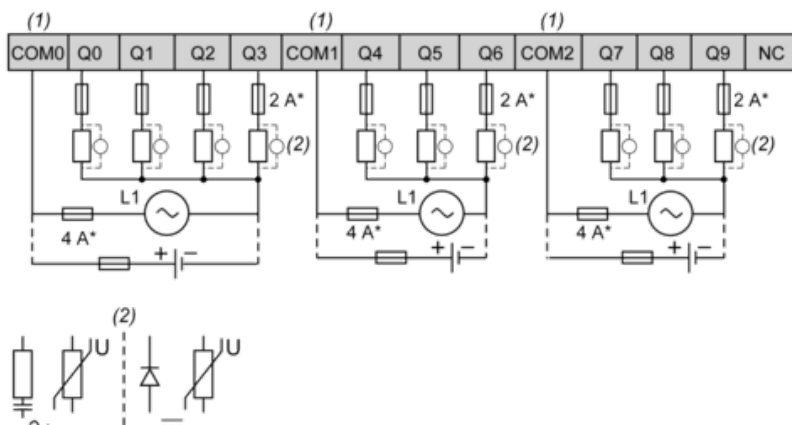 (1) (1) (1)
COM0 Q0 Q1 Q2 Q3 COM1 Q4 Q5 Q6 COM2 Q7 Q8 Q9 NC
2 A* 2 A* 2 A*
(2) (2) (2)
L1 L1 L1
4 A* 4 A* 4 A*
+ − + − + −
(2)
U U